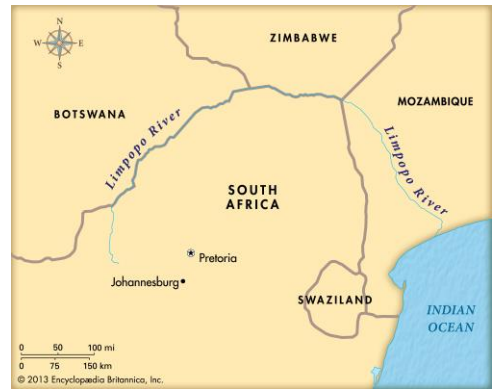 N
W E
S
ZIMBABWE
BOTSWANA
MOZAMBIQUE
Limpopo River
Limpopo River
SOUTH
AFRICA
Pretoria
Johannesburg
SWAZILAND
INDIAN
OCEAN
0 50 100 mi
0 75 150 km
© 2013 Encyclopædia Britannica, Inc.